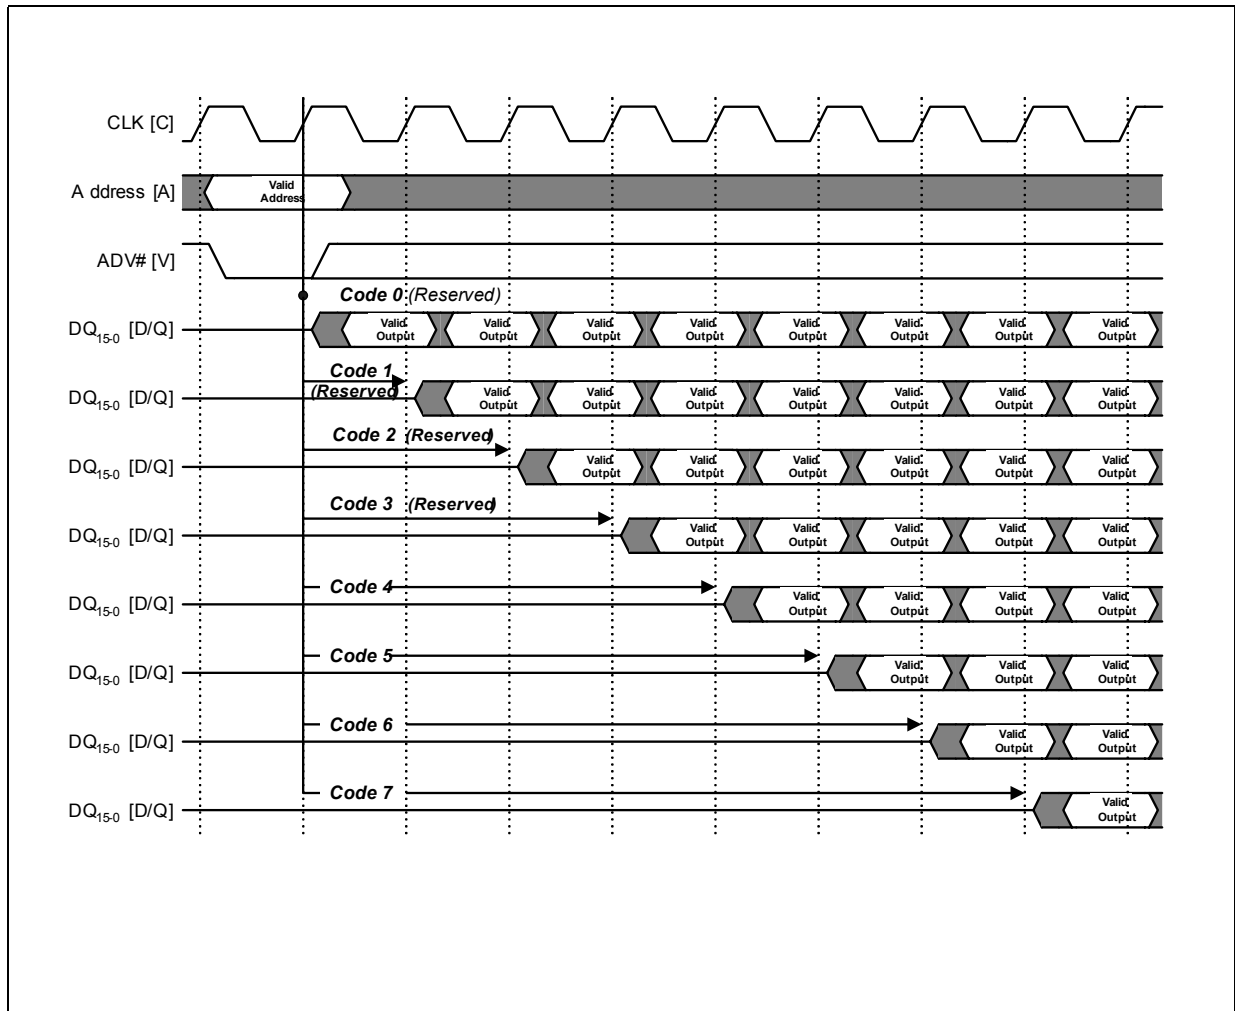 CLK [C]
A ddress [A]
Valid
Address
ADV# [V]
Code 0 (Reserved)
DQ15-0 [D/Q]
Valid Valid Valid Valid Valid Valid Valid Valid
Output Output Output Output Output Output Output Output
Code 1
(Reserved)
DQ15-0 [D/Q]
Valid Valid Valid Valid Valid Valid Valid
Output Output Output Output Output Output Output
Code 2 (Reserved)
DQ15-0 [D/Q]
Valid Valid Valid Valid Valid Valid
Output Output Output Output Output Output
Code 3 (Reserved)
DQ15-0 [D/Q]
Valid Valid Valid Valid Valid
Output Output Output Output Output
Code 4
DQ15-0 [D/Q]
Valid Valid Valid Valid
Output Output Output Output
Code 5
DQ15-0 [D/Q]
Valid Valid Valid
Output Output Output
Code 6
DQ15-0 [D/Q]
Valid Valid
Output Output
Code 7
DQ15-0 [D/Q]
Valid
Output